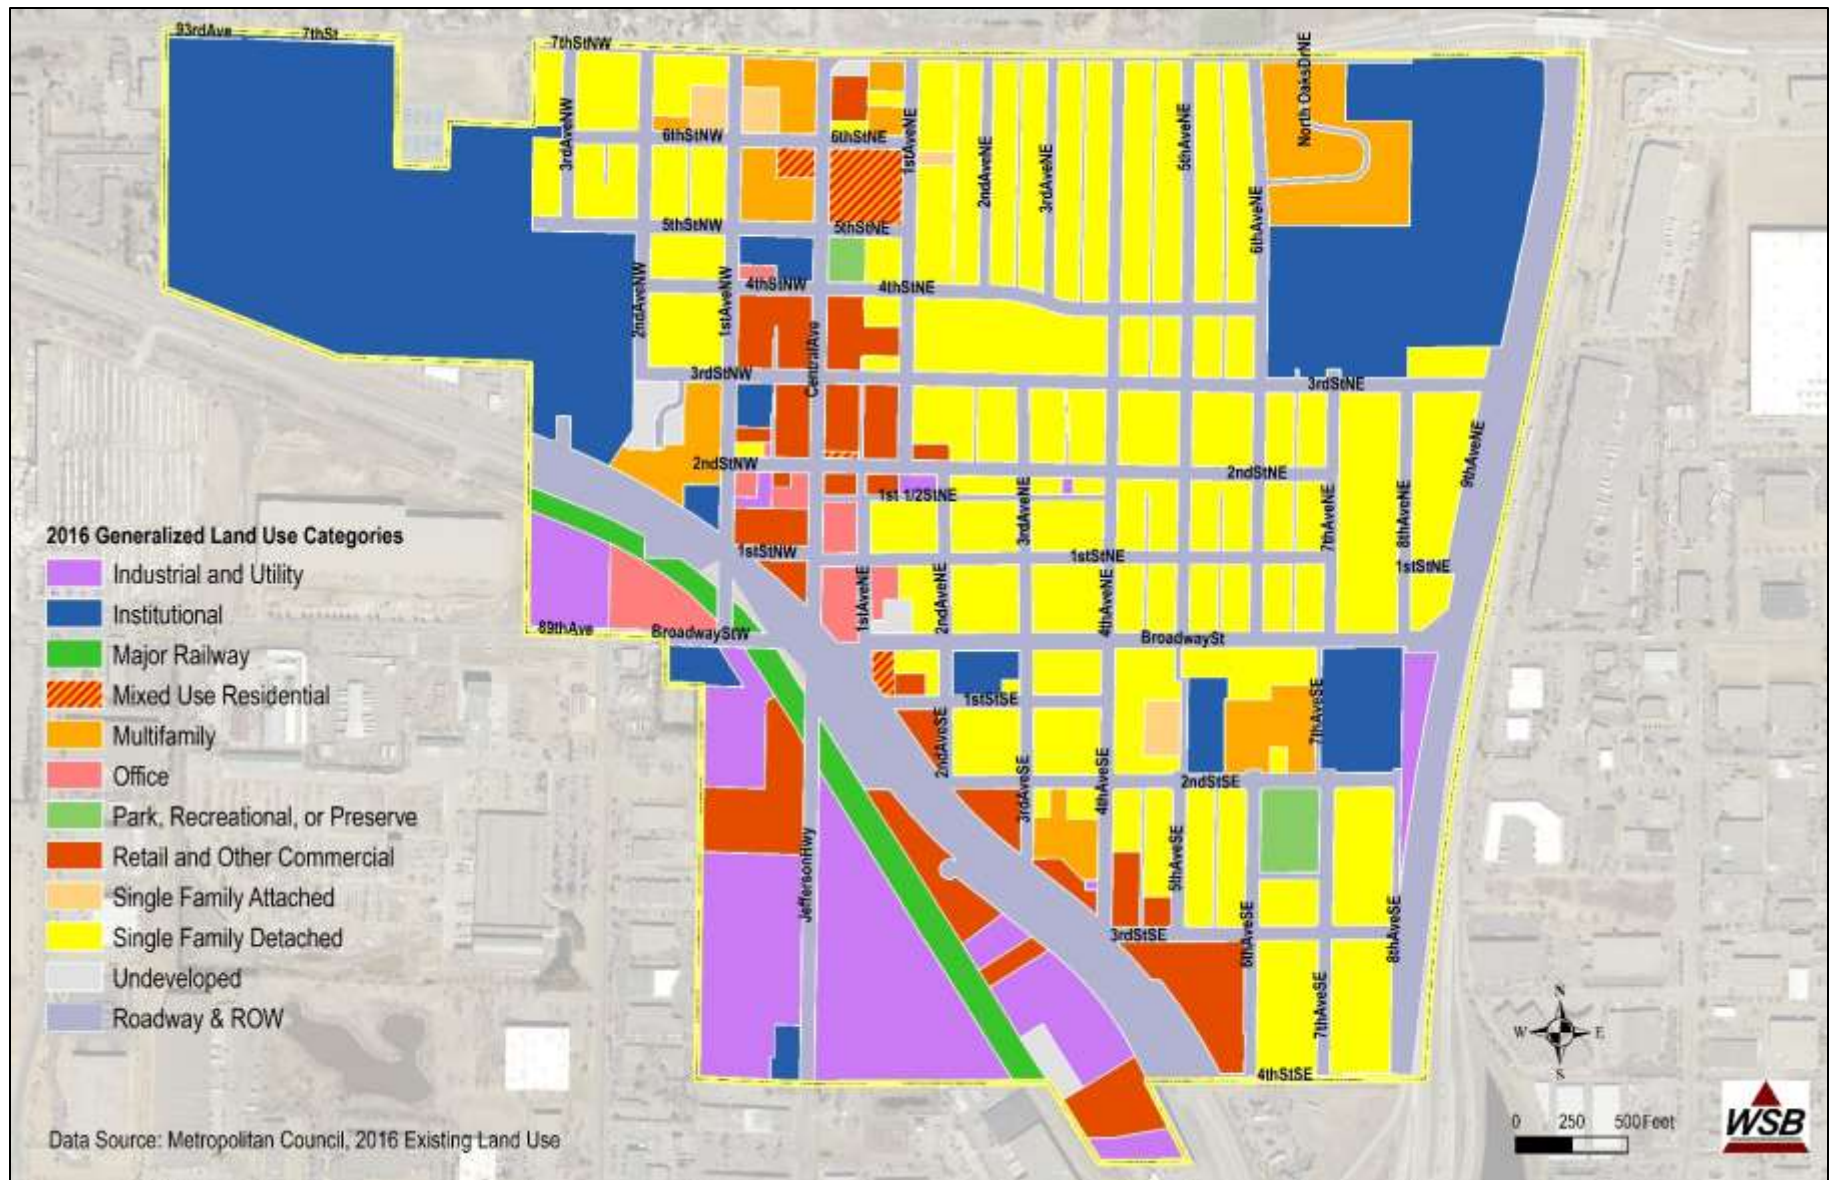 93rdAve
7thSt
7thStNW
North OaksDrNE
3rdAveNW
6thStNW
6thStNE
1stAveNE
2ndAveNE
3rdAveNE
5thAveNE
6thAveNE
5thStNW
5thStNE
2ndAveNW
1stAveNW
4thStNW
4thStNE
CentralAve
3rdStNW
3rdStNE
2ndStNW
2ndStNE
9thAveNE
1st 1/2StNE
3rdAveNE
7thAveNE
8thAveNE
1stStNW
1stStNE
1stStNE
1stAveNE
2ndAveNE
4thAveNE
89thAve
BroadwayStW
BroadwaySt
1stStSE
2ndAveSE
7thAveSE
3rdAveSE
4thAveSE
2ndStSE
JeffersonHwy
5thAveSE
3rdStSE
6thAveSE
8thAveSE
7thAveSE
4thStSE
2016 Generalized Land Use Categories
Industrial and Utility
Institutional
Major Railway
Mixed Use Residential
Multifamily
Office
Park, Recreational, or Preserve
Retail and Other Commercial
Single Family Attached
Single Family Detached
Undeveloped
Roadway & ROW
Data Source: Metropolitan Council, 2016 Existing Land Use
N
W E
S
0 250 500 Feet
WSB